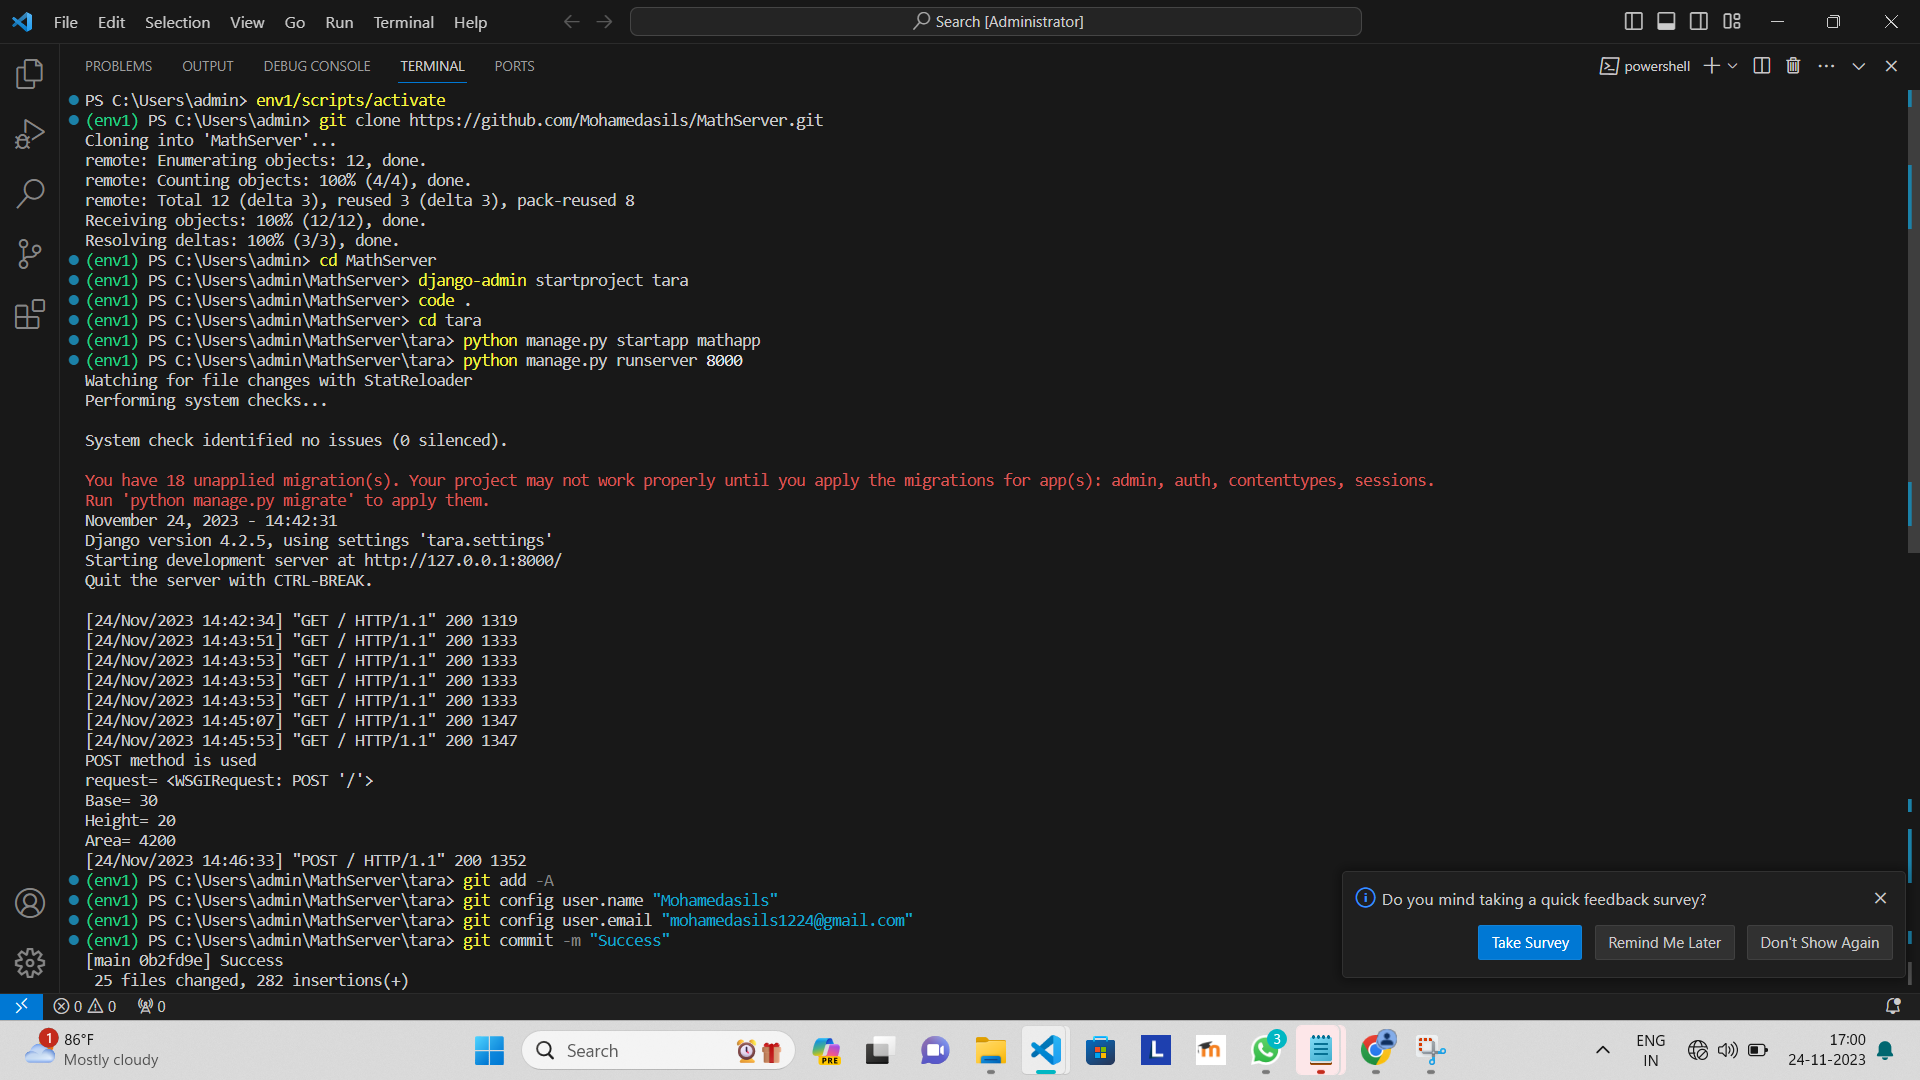 File Edit Selection View Go Run Terminal Help
Search [Administrator]
PROBLEMS OUTPUT DEBUG CONSOLE TERMINAL PORTS
powershell
PS C:\Users\admin> env1/scripts/activate
(env1) PS C:\Users\admin> git clone https://github.com/Mohamedasils/MathServer.git
Cloning into 'MathServer'...
remote: Enumerating objects: 12, done.
remote: Counting objects: 100% (4/4), done.
remote: Total 12 (delta 3), reused 3 (delta 3), pack-reused 8
Receiving objects: 100% (12/12), done.
Resolving deltas: 100% (3/3), done.
(env1) PS C:\Users\admin> cd MathServer
(env1) PS C:\Users\admin\MathServer> django-admin startproject tara
(env1) PS C:\Users\admin\MathServer> code .
(env1) PS C:\Users\admin\MathServer> cd tara
(env1) PS C:\Users\admin\MathServer\tara> python manage.py startapp mathapp
(env1) PS C:\Users\admin\MathServer\tara> python manage.py runserver 8000
Watching for file changes with StatReloader
Performing system checks...
System check identified no issues (0 silenced).
You have 18 unapplied migration(s). Your project may not work properly until you apply the migrations for app(s): admin, auth, contenttypes, sessions.
Run 'python manage.py migrate' to apply them.
November 24, 2023 - 14:42:31
Django version 4.2.5, using settings 'tara.settings'
Starting development server at http://127.0.0.1:8000/
Quit the server with CTRL-BREAK.
[24/Nov/2023 14:42:34] "GET / HTTP/1.1" 200 1319
[24/Nov/2023 14:43:51] "GET / HTTP/1.1" 200 1333
[24/Nov/2023 14:43:53] "GET / HTTP/1.1" 200 1333
[24/Nov/2023 14:43:53] "GET / HTTP/1.1" 200 1333
[24/Nov/2023 14:43:53] "GET / HTTP/1.1" 200 1333
[24/Nov/2023 14:45:07] "GET / HTTP/1.1" 200 1347
[24/Nov/2023 14:45:53] "GET / HTTP/1.1" 200 1347
POST method is used
request= <WSGIRequest: POST '/'>
Base= 30
Height= 20
Area= 4200
[24/Nov/2023 14:46:33] "POST / HTTP/1.1" 200 1352
(env1) PS C:\Users\admin\MathServer\tara> git add -A
(env1) PS C:\Users\admin\MathServer\tara> git config user.name "Mohamedasils"
(env1) PS C:\Users\admin\MathServer\tara> git config user.email "mohamedasils1224@gmail.com"
(env1) PS C:\Users\admin\MathServer\tara> git commit -m "Success"
[main 0b2fd9e] Success
25 files changed, 282 insertions(+)
Do you mind taking a quick feedback survey?
Take Survey Remind Me Later Don't Show Again
0 0 0
1 86°F
Mostly cloudy
Search
PRE
L
m
3
ENG
IN
17:00
24-11-2023